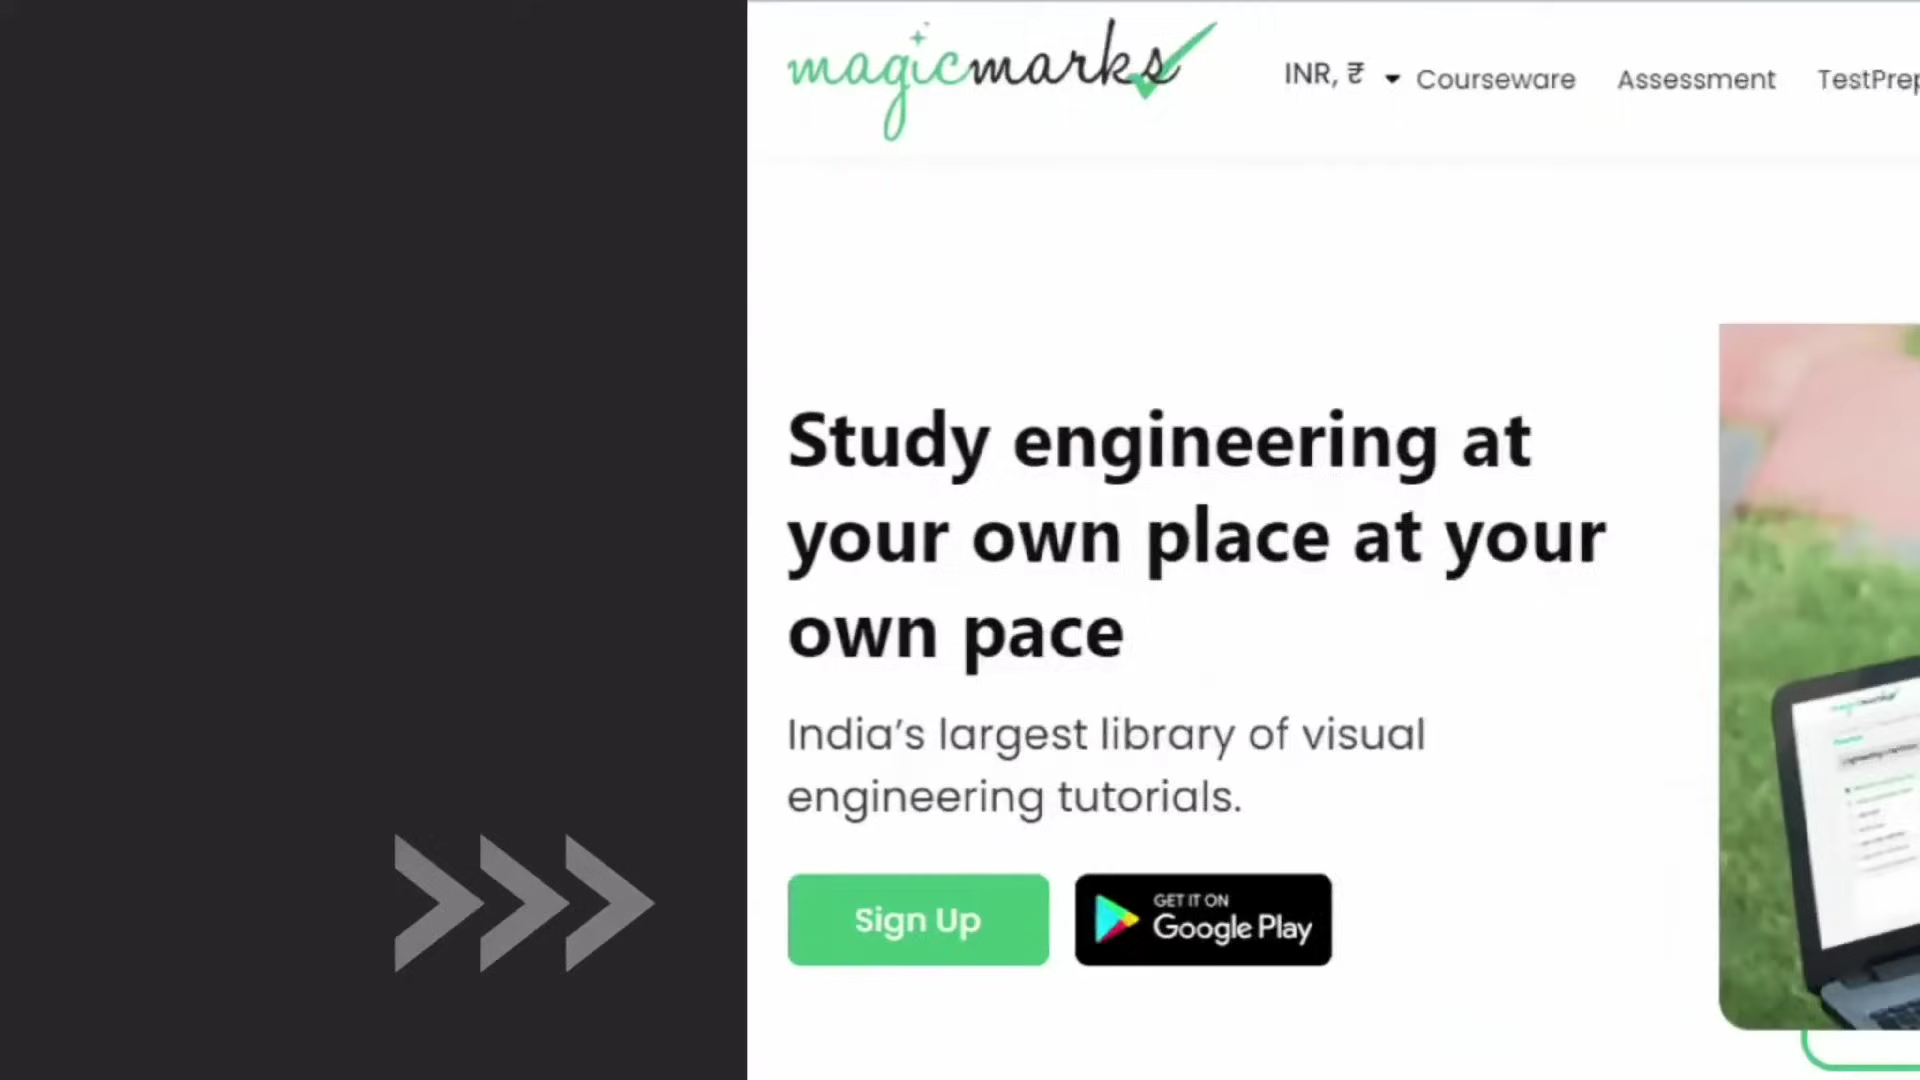 magicmarks
INR, ₹ Courseware Assessment TestPrep
Study engineering at
your own place at your
own pace
India’s largest library of visual
engineering tutorials.
Sign Up
GET IT ON
Google Play